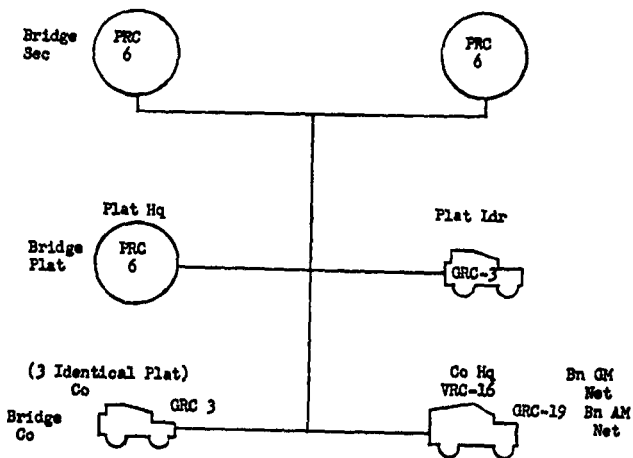 Bridge
Sec
PRC
6
PRC
6
Plat Hq
Bridge
Plat
PRC
6
Plat Ldr
GRC-3
(3 Identical Plat)
Co
Bridge
Co
GRC 3
Co Hq
VRC-16
GRC-19
Bn GM
Net
Bn AM
Net